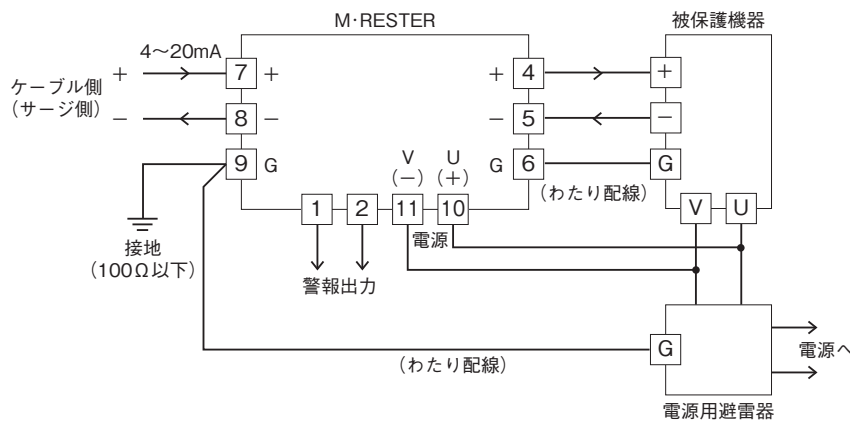 M・RESTER
被保護機器
4～20mA
ケーブル側
（サージ側）
＋ 7 ＋
－ 8 －
9 G
＋ 4 ＋
－ 5 －
G 6 G
（わたり配線）
V U
(－) (＋)
1 2 11 10
電源
V U
接地
（100Ω以下）
警報出力
G
（わたり配線）
電源へ
電源用避雷器